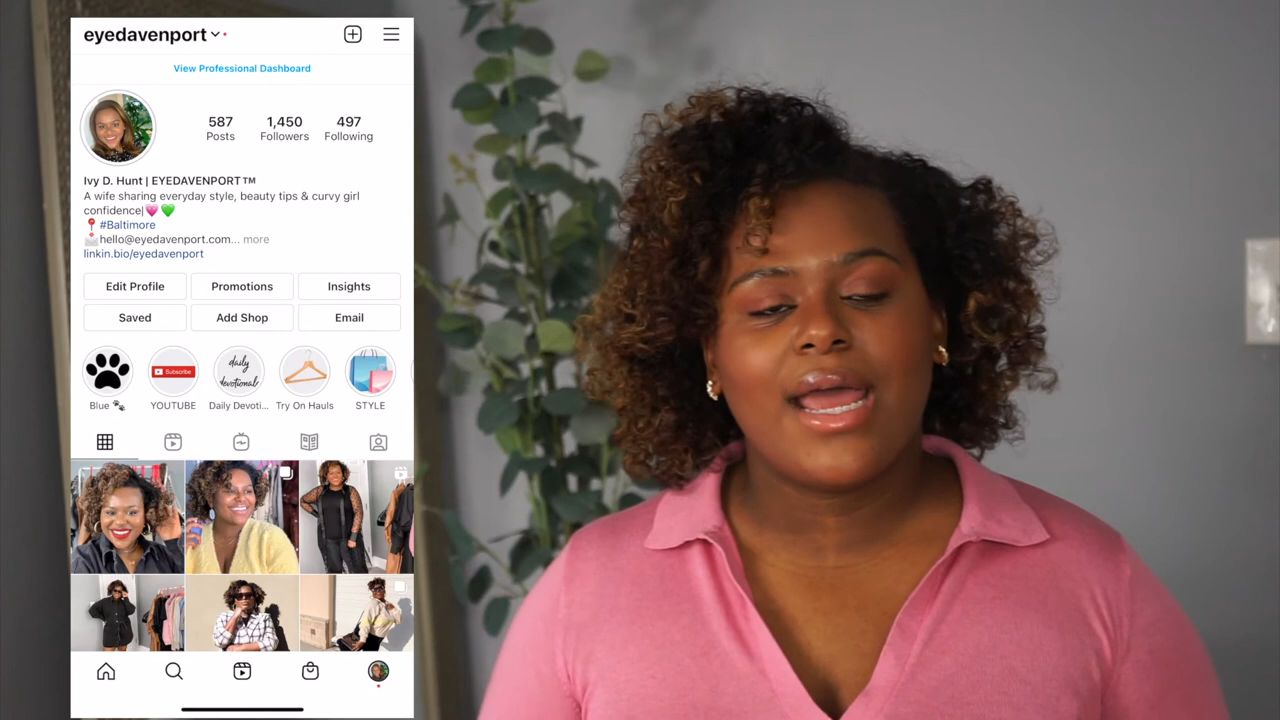 eyedavenport
View Professional Dashboard
587 1,450 497
Posts Followers Following
Ivy D. Hunt | EYEDAVENPORT™
A wife sharing everyday style, beauty tips & curvy girl
confidence|💗💚
📍 #Baltimore
📩hello@eyedavenport.com... more
linkin.bio/eyedavenport
Edit Profile Promotions Insights
Saved Add Shop Email
Subscribe
daily
devotional
Blue 🐾 YOUTUBE Daily Devoti... Try On Hauls STYLE